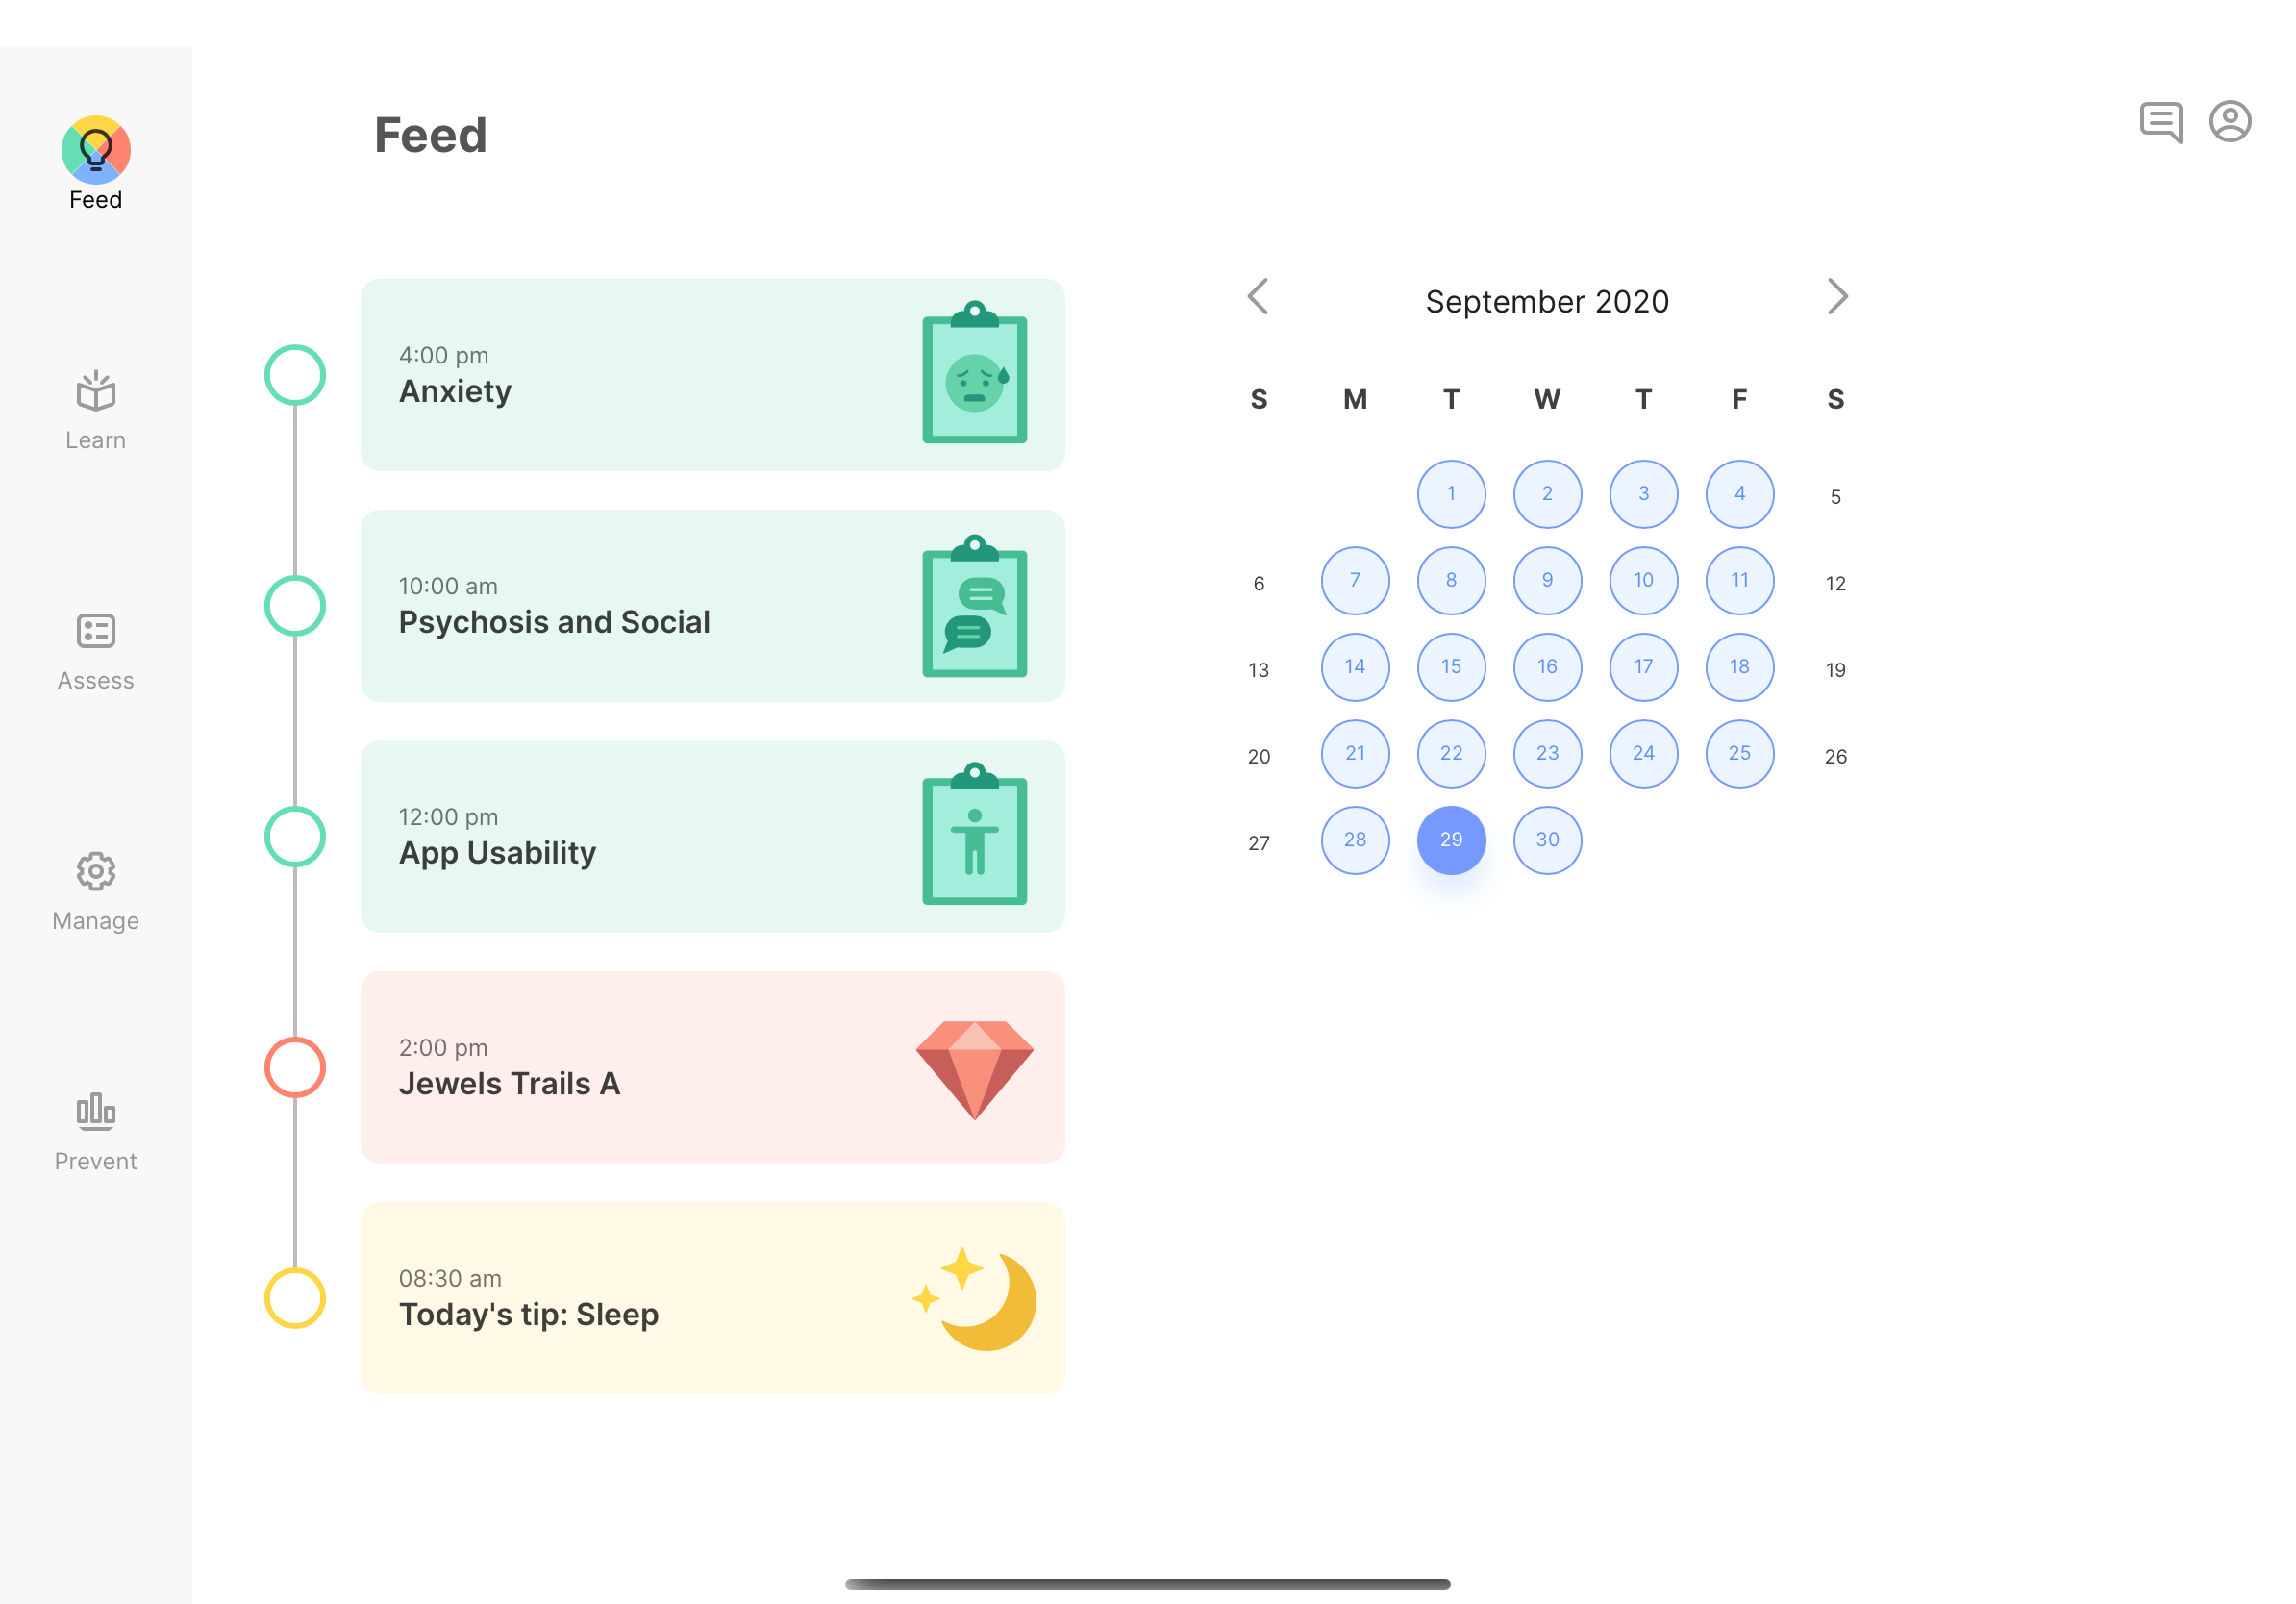 Feed
Learn
Assess
Manage
Prevent
Feed
4:00 pm
Anxiety
10:00 am
Psychosis and Social
12:00 pm
App Usability
2:00 pm
Jewels Trails A
08:30 am
Today's tip: Sleep
September 2020
S M T W T F S
1 2 3 4 5
6 7 8 9 10 11 12
13 14 15 16 17 18 19
20 21 22 23 24 25 26
27 28 29 30